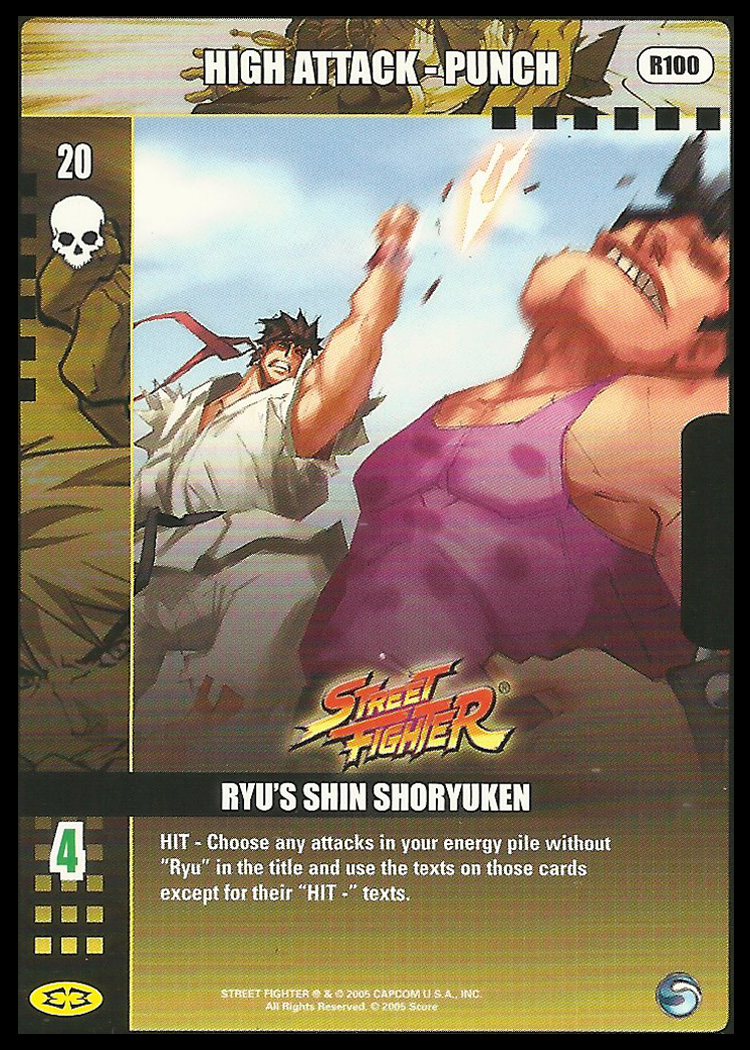 HIGH ATTACK - PUNCH
R100
20
STREET
FIGHTER®
RYU'S SHIN SHORYUKEN
4
HIT - Choose any attacks in your energy pile without
"Ryu" in the title and use the texts on those cards
except for their "HIT -" texts.
STREET FIGHTER ® & © 2005 CAPCOM U.S.A., INC.
All Rights Reserved. © 2005 Score